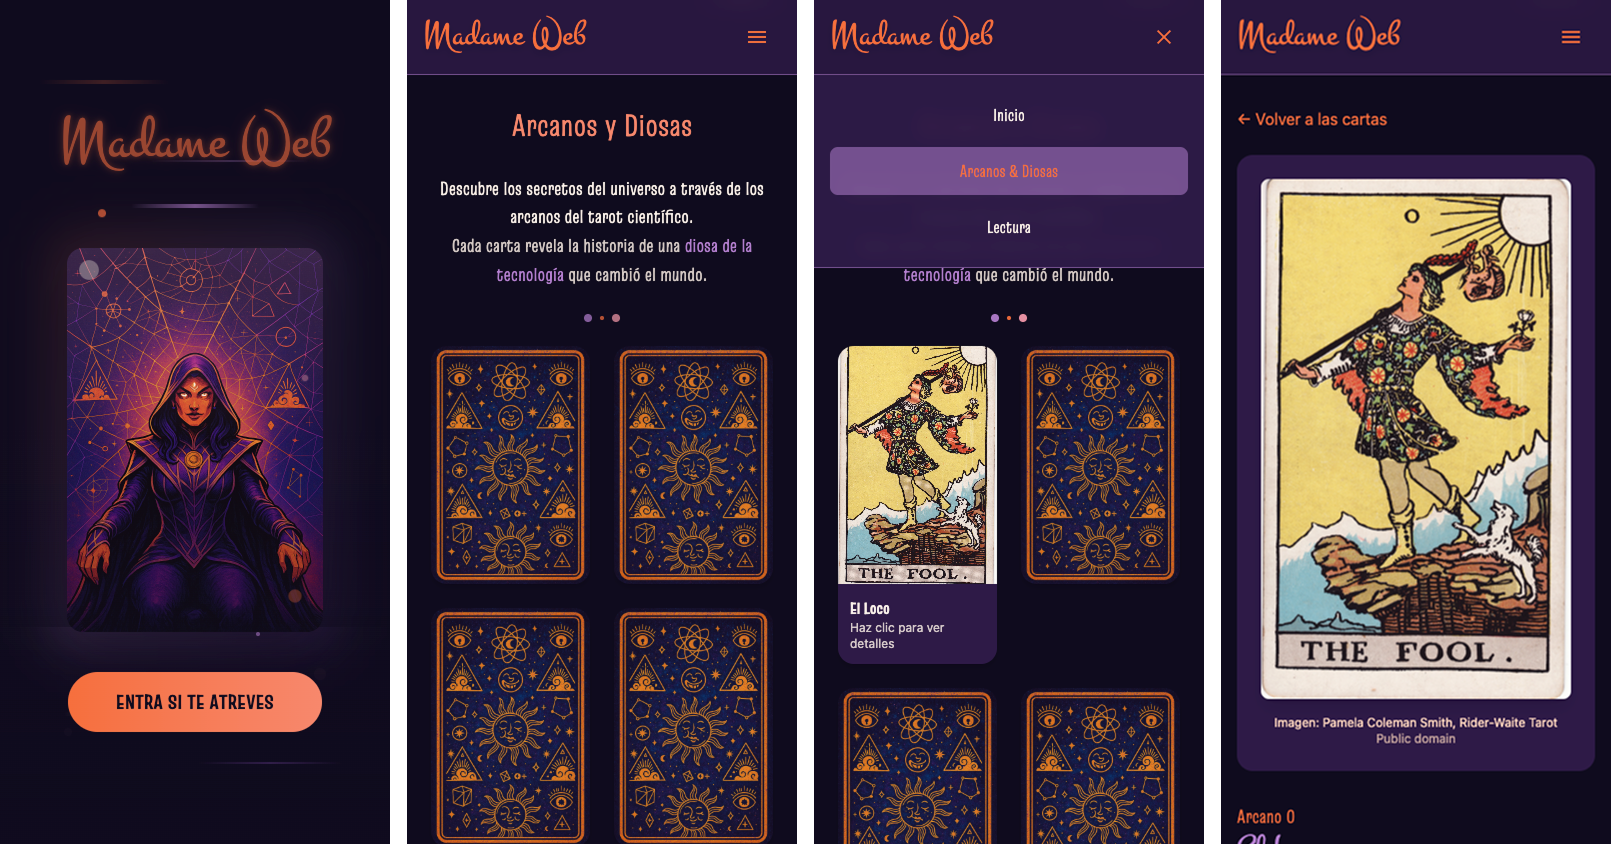 Madame Web
ENTRA SI TE ATREVES
Madame Web
Arcanos y Diosas
Descubre los secretos del universo a través de los
arcanos del tarot científico.
Cada carta revela la historia de una diosa de la
tecnología que cambió el mundo.
Madame Web
Inicio
Arcanos & Diosas
Lectura
tecnología que cambió el mundo.
0
THE FOOL.
El Loco
Haz clic para ver
detalles
Madame Web
← Volver a las cartas
0
THE FOOL.
Imagen: Pamela Coleman Smith, Rider-Waite Tarot
Public domain
Arcano 0